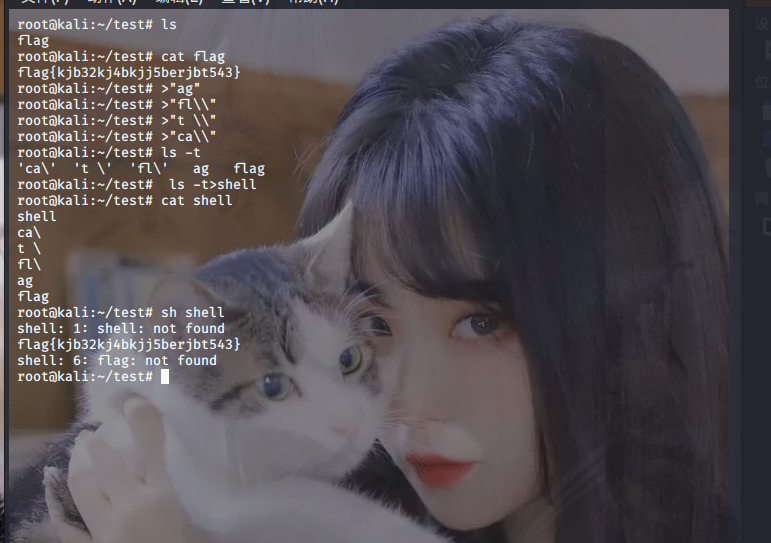 root@kali:~/test# ls
flag
root@kali:~/test# cat flag
flag{kjb32kj4bkjj5berjbt543}
root@kali:~/test# >"ag"
root@kali:~/test# >"fl\\"
root@kali:~/test# >"t \\"
root@kali:~/test# >"ca\\"
root@kali:~/test# ls -t
'ca\'  't \'  'fl\'   ag   flag
root@kali:~/test#  ls -t>shell
root@kali:~/test# cat shell
shell
ca\
t \
fl\
ag
flag
root@kali:~/test# sh shell
shell: 1: shell: not found
flag{kjb32kj4bkjj5berjbt543}
shell: 6: flag: not found
root@kali:~/test#